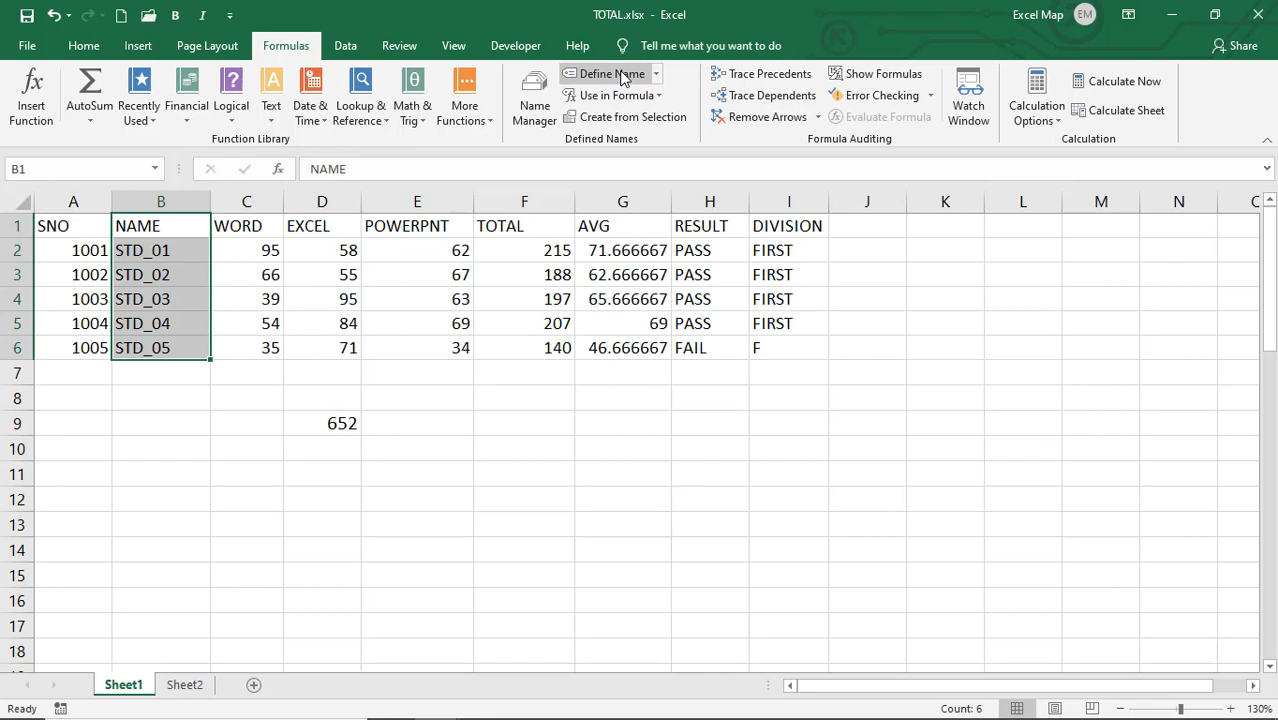 TOTAL.xlsx - Excel
Excel Map EM
B I
File Home Insert Page Layout Formulas Data Review View Developer Help Tell me what you want to do Share
Insert Function
AutoSum
Recently Used
Financial
Logical
Text
Date & Time
Lookup & Reference
Math & Trig
More Functions
Function Library
Name Manager
Define Name
Use in Formula
Create from Selection
Defined Names
Trace Precedents
Trace Dependents
Remove Arrows
Show Formulas
Error Checking
Evaluate Formula
Formula Auditing
Watch Window
Calculation Options
Calculate Now
Calculate Sheet
Calculation
B1 fx NAME
A B C D E F G H I J K L M N C
1 SNO NAME WORD EXCEL POWERPNT TOTAL AVG RESULT DIVISION
2 1001 STD_01 95 58 62 215 71.666667 PASS FIRST
3 1002 STD_02 66 55 67 188 62.666667 PASS FIRST
4 1003 STD_03 39 95 63 197 65.666667 PASS FIRST
5 1004 STD_04 54 84 69 207 69 PASS FIRST
6 1005 STD_05 35 71 34 140 46.666667 FAIL F
7
8
9 652
10
11
12
13
14
15
16
17
18
Sheet1 Sheet2
Ready Count: 6 130%